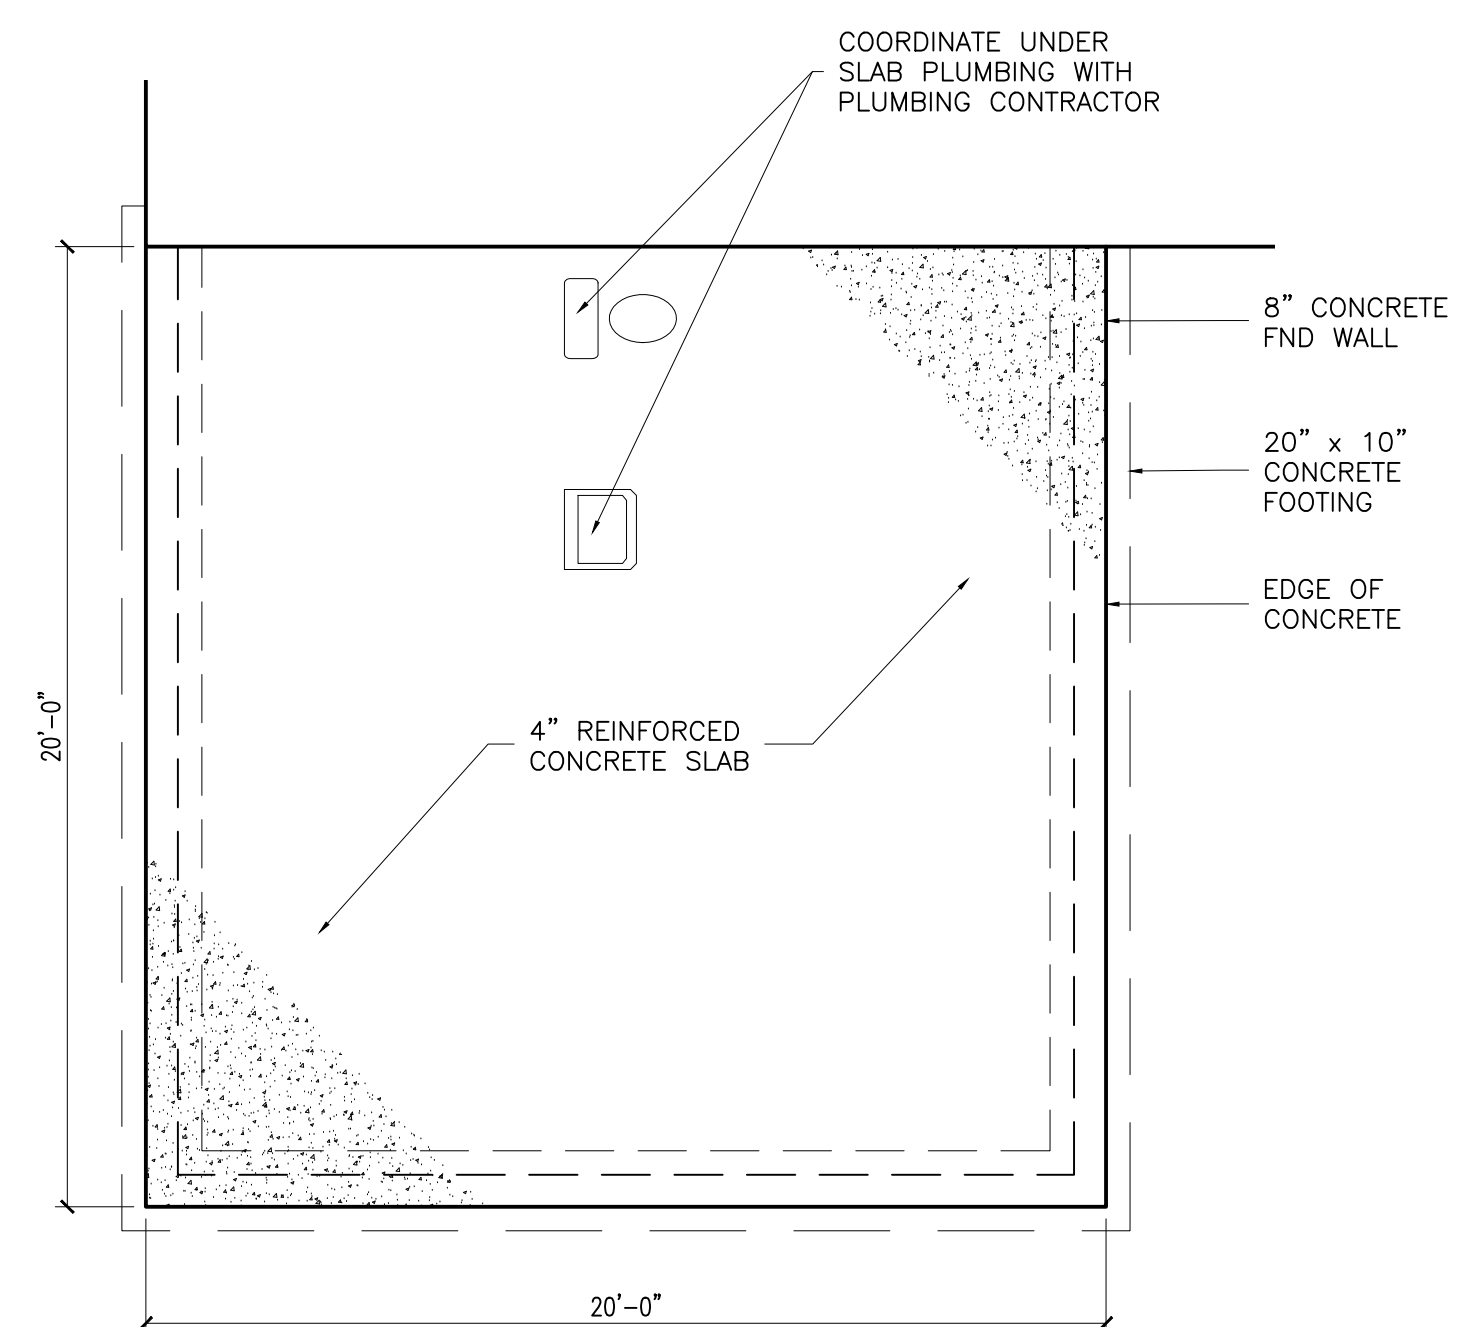 COORDINATE UNDER
SLAB PLUMBING WITH
PLUMBING CONTRACTOR
8” CONCRETE
FND WALL
20” x 10”
CONCRETE
FOOTING
EDGE OF
CONCRETE
20’-0”
4” REINFORCED
CONCRETE SLAB
20’-0”